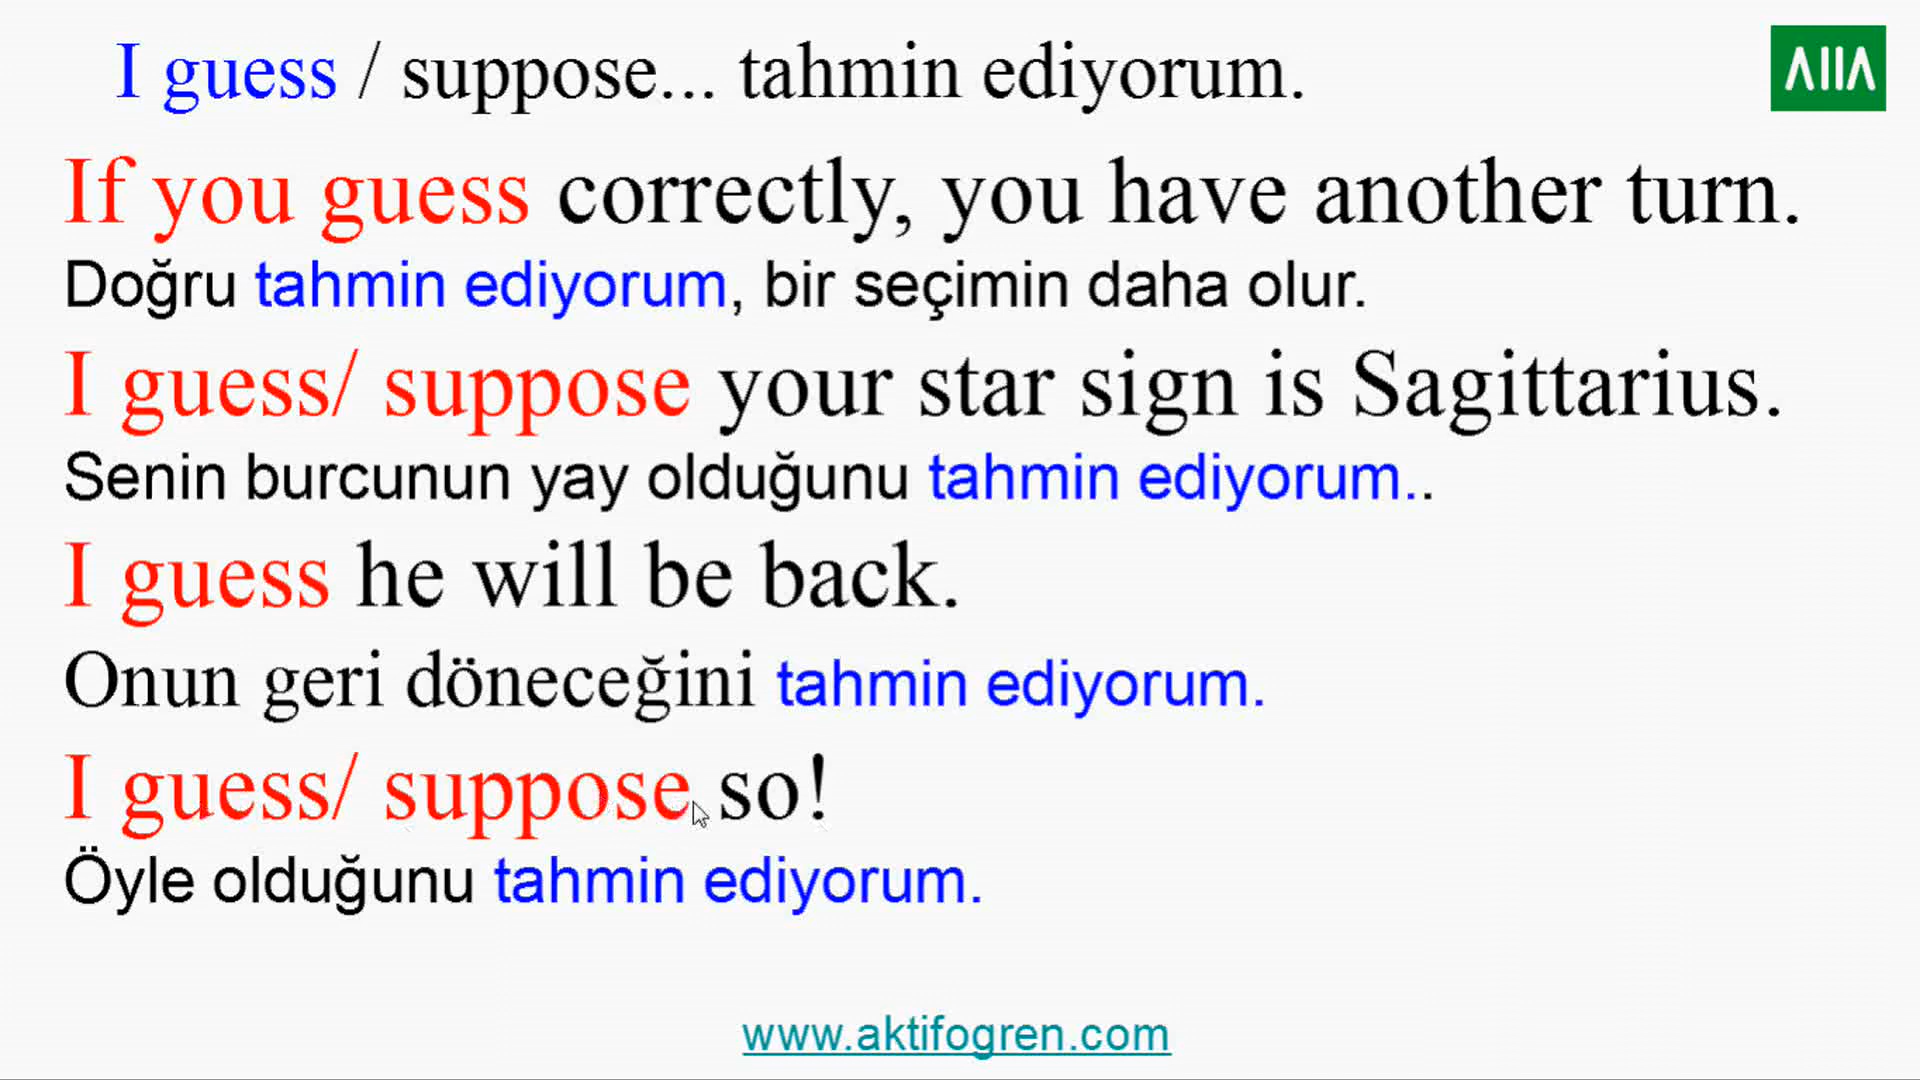 I guess / suppose... tahmin ediyorum.
If you guess correctly, you have another turn.
Doğru tahmin ediyorum, bir seçimin daha olur.
I guess/ suppose your star sign is Sagittarius.
Senin burcunun yay olduğunu tahmin ediyorum..
I guess he will be back.
Onun geri döneceğini tahmin ediyorum.
I guess/ suppose so!
Öyle olduğunu tahmin ediyorum.
www.aktifogren.com